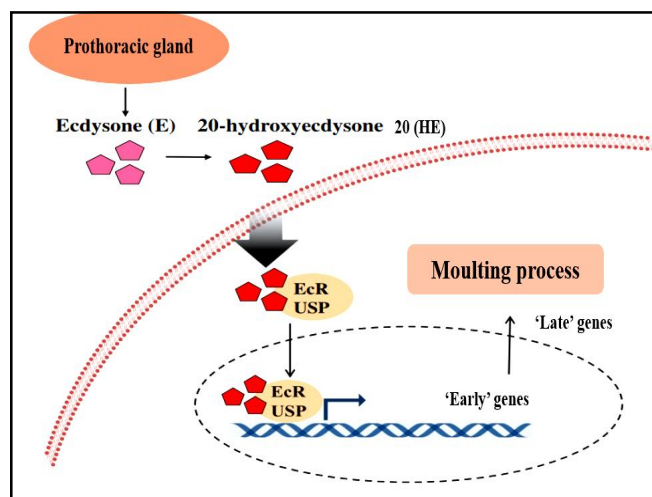 Prothoracic gland
Ecdysone (E) 20-hydroxyecdysone 20 (HE)
EcR
USP
Moulting process
'Late' genes
EcR
USP
'Early' genes